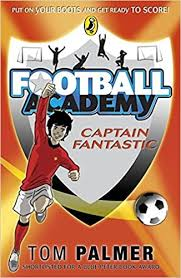 PUT ON YOUR BOOTS AND GET READY TO SCORE!
FOOTBALL
ACADEMY
CAPTAIN
FANTASTIC
TOM PALMER
SHORTLISTED FOR A BLUE PETER BOOK AWARD